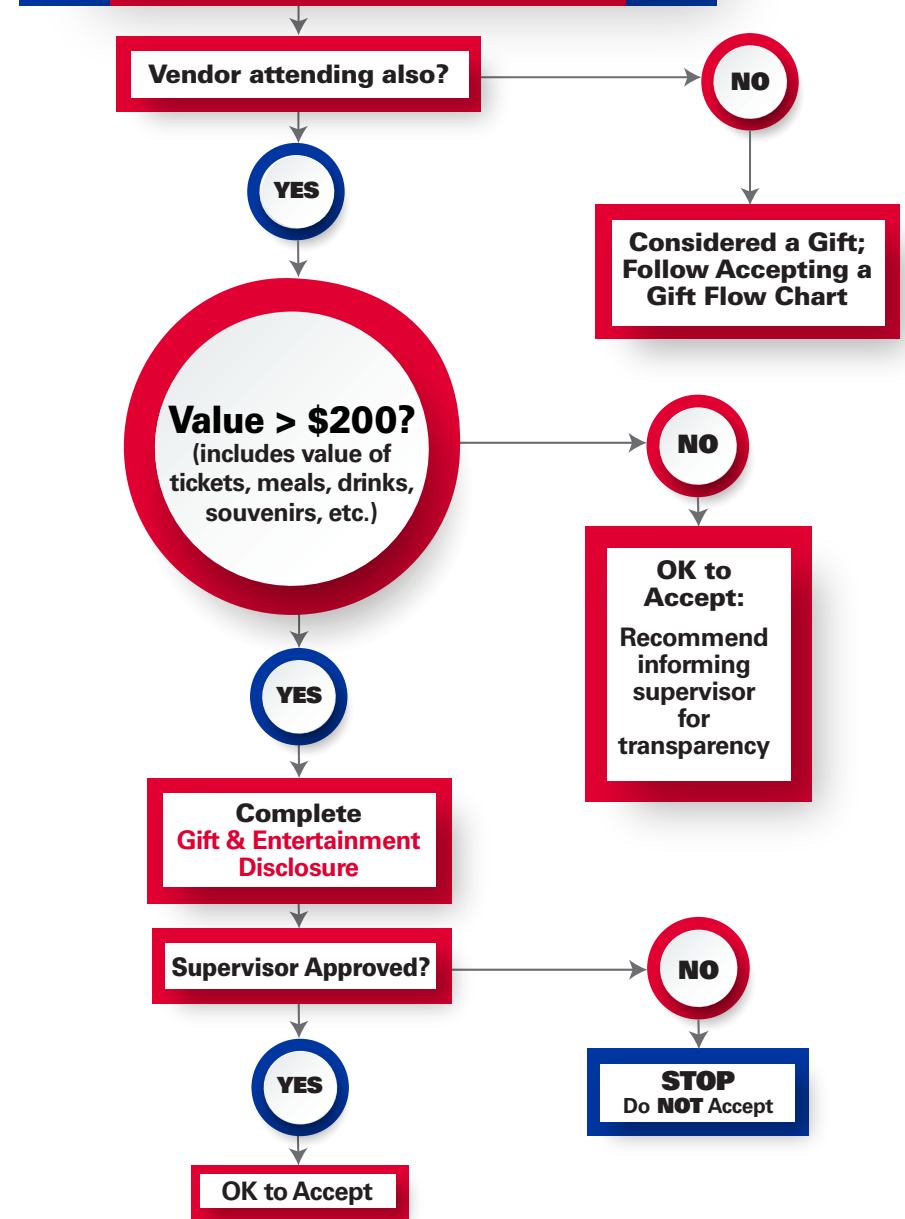 Vendor attending also?
NO
YES
Considered a Gift;
Follow Accepting a
Gift Flow Chart
Value > $200?
(includes value of
tickets, meals, drinks,
souvenirs, etc.)
NO
OK to
Accept:
Recommend
informing
supervisor
for
transparency
YES
Complete
Gift & Entertainment
Disclosure
Supervisor Approved?
NO
YES
STOP
Do NOT Accept
OK to Accept